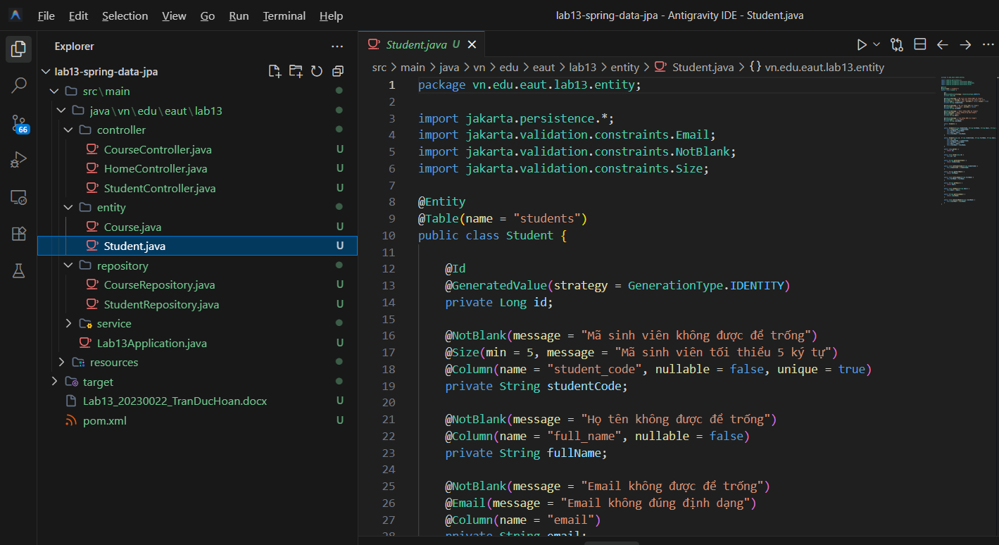 File Edit Selection View Go Run Terminal Help
lab13-spring-data-jpa - Antigravity IDE - Student.java
Explorer
lab13-spring-data-jpa
src\main
java\vn\edu\eaut\lab13
controller
CourseController.java U
HomeController.java U
StudentController.java U
entity
Course.java U
Student.java U
repository
CourseRepository.java U
StudentRepository.java U
service
Lab13Application.java U
resources
target
Lab13_20230022_TranDucHoan.docx U
pom.xml U
66
Student.java U
src > main > java > vn > edu > eaut > lab13 > entity > Student.java > {} vn.edu.eaut.lab13.entity
1 package vn.edu.eaut.lab13.entity;
2
3 import jakarta.persistence.*;
4 import jakarta.validation.constraints.Email;
5 import jakarta.validation.constraints.NotBlank;
6 import jakarta.validation.constraints.Size;
7
8 @Entity
9 @Table(name = "students")
10 public class Student {
11
12 @Id
13 @GeneratedValue(strategy = GenerationType.IDENTITY)
14 private Long id;
15
16 @NotBlank(message = "Mã sinh viên không được để trống")
17 @Size(min = 5, message = "Mã sinh viên tối thiểu 5 ký tự")
18 @Column(name = "student_code", nullable = false, unique = true)
19 private String studentCode;
20
21 @NotBlank(message = "Họ tên không được để trống")
22 @Column(name = "full_name", nullable = false)
23 private String fullName;
24
25 @NotBlank(message = "Email không được để trống")
26 @Email(message = "Email không đúng định dạng")
27 @Column(name = "email")
28 private String email;